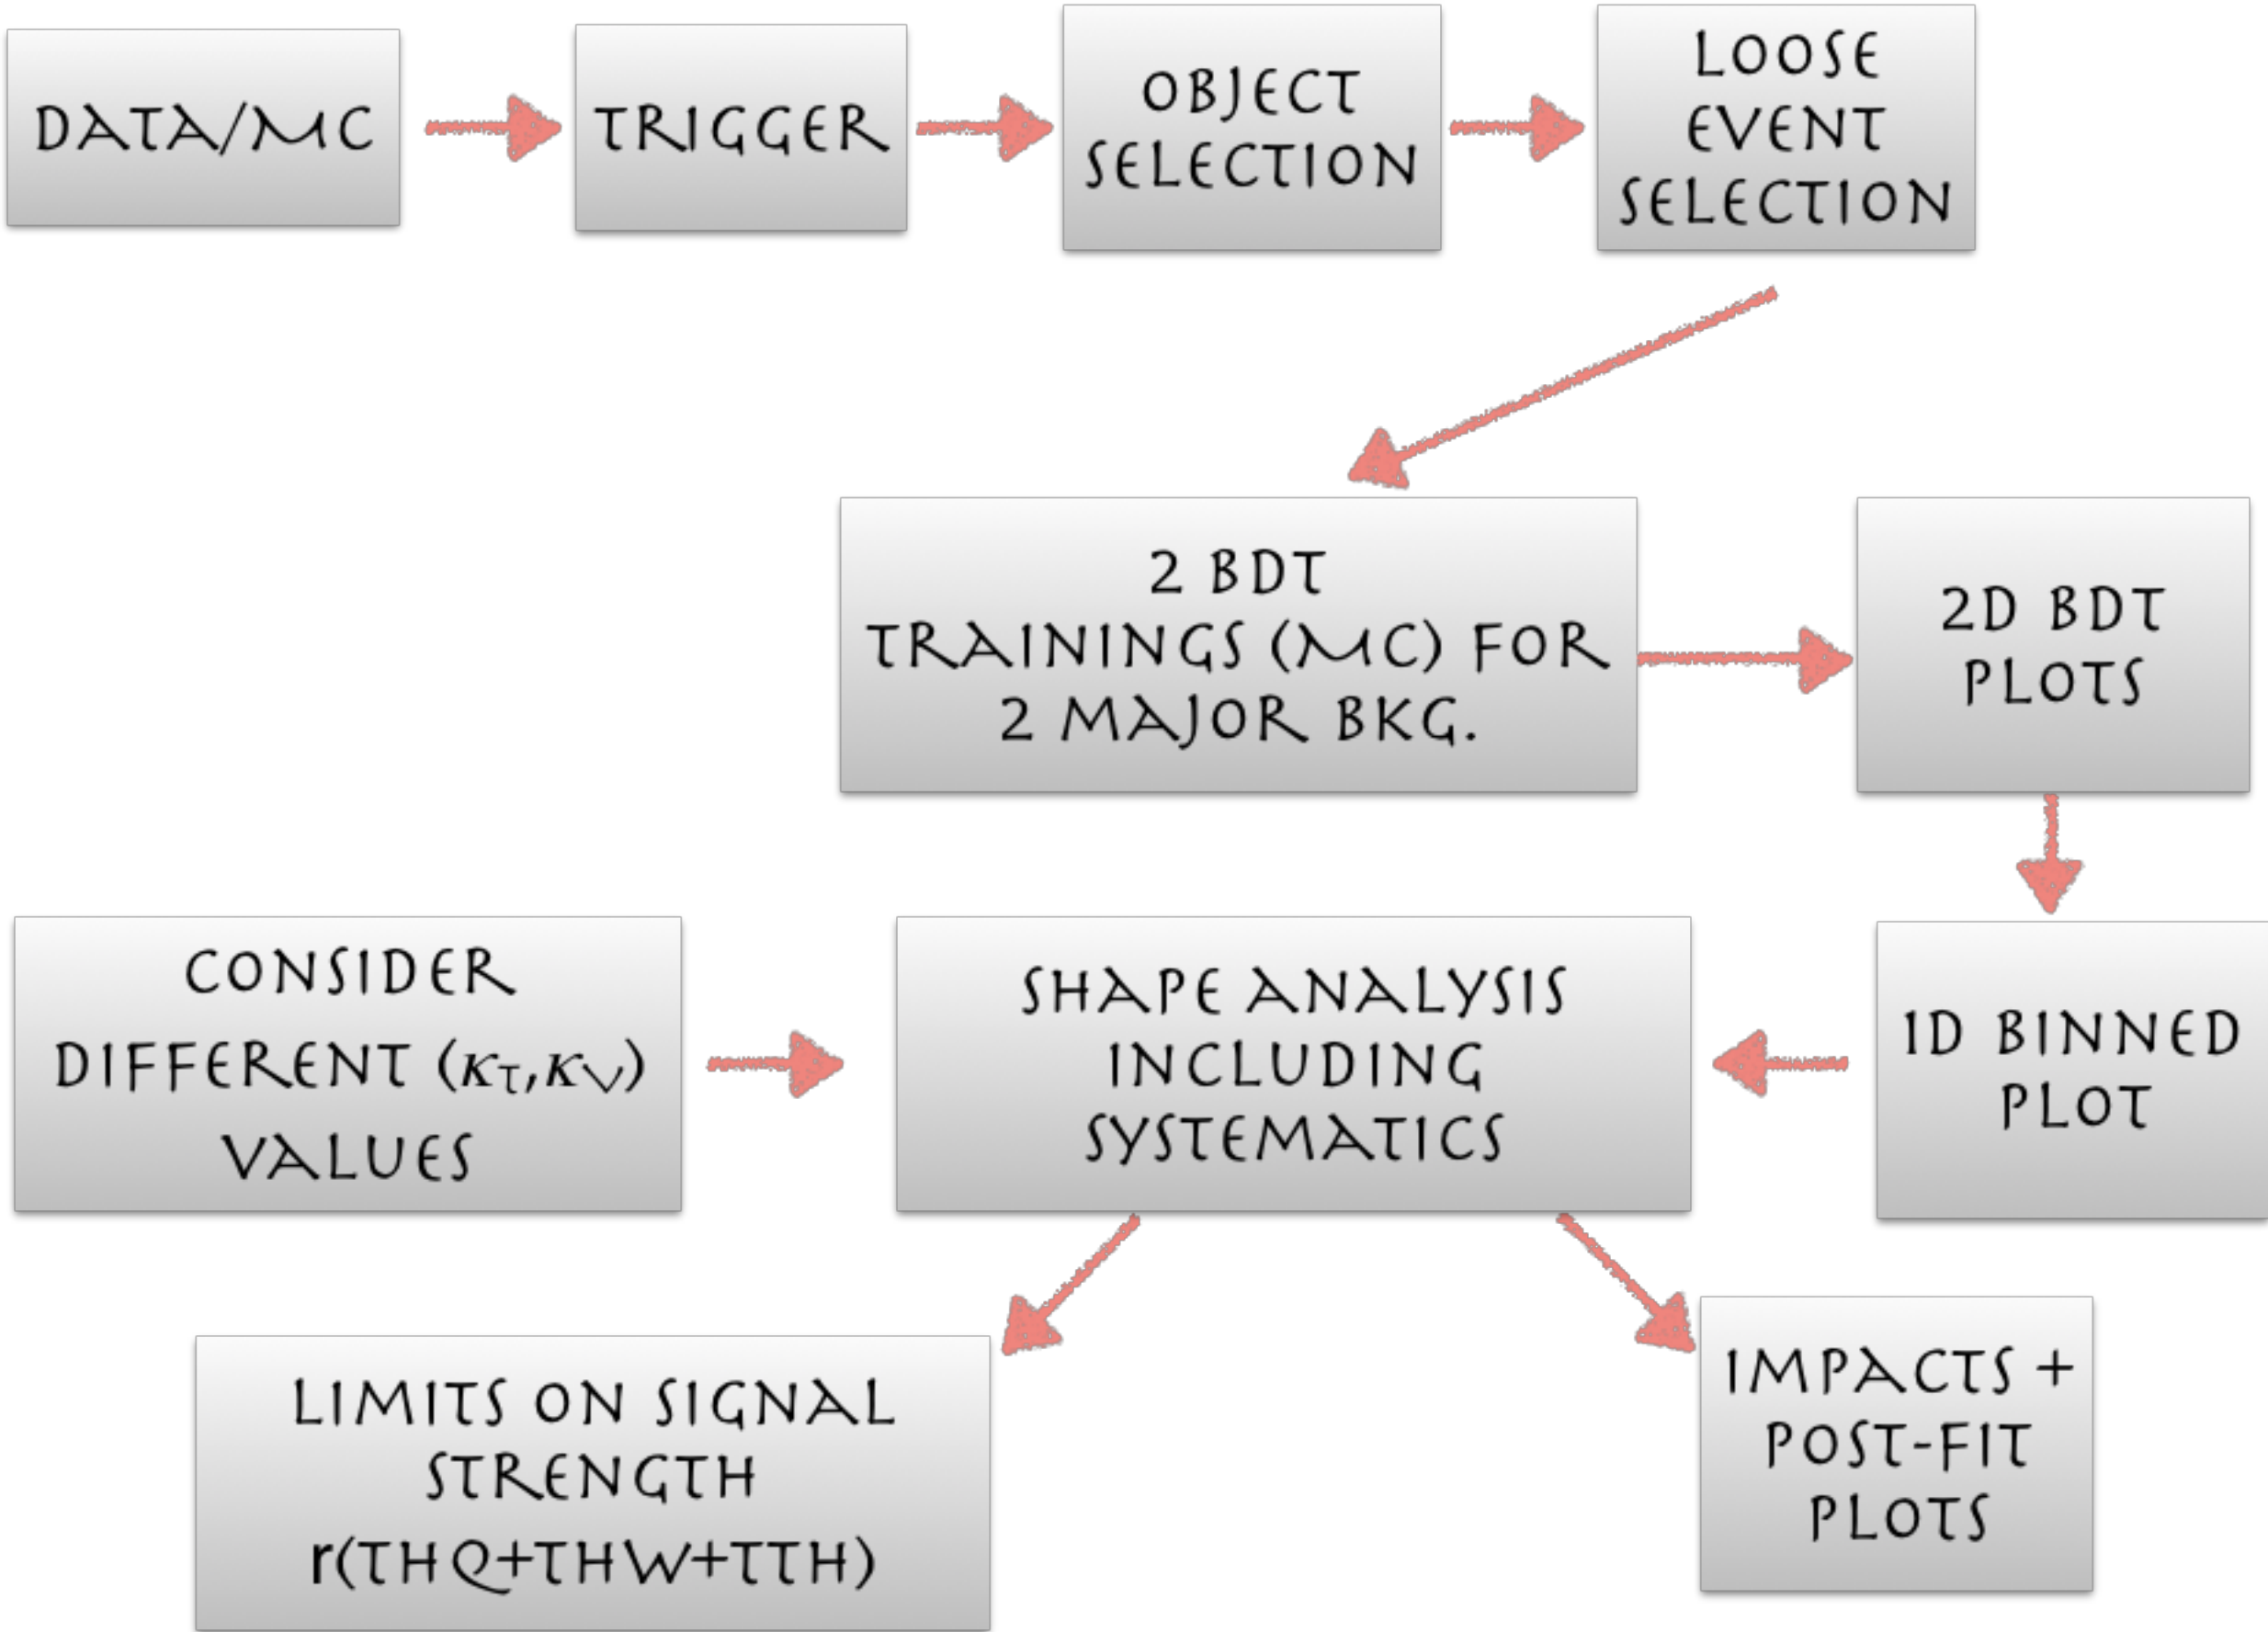 DATA/MC
TRIGGER
OBJECT
SELECTION
LOOSE
EVENT
SELECTION
2 BDT
TRAININGS (MC) FOR
2 MAJOR BKG.
2D BDT
PLOTS
CONSIDER
DIFFERENT (κT,κV)
VALUES
SHAPE ANALYSIS
INCLUDING
SYSTEMATICS
1D BINNED
PLOT
LIMITS ON SIGNAL
STRENGTH
r(THQ+THW+TTH)
IMPACTS +
POST-FIT
PLOTS